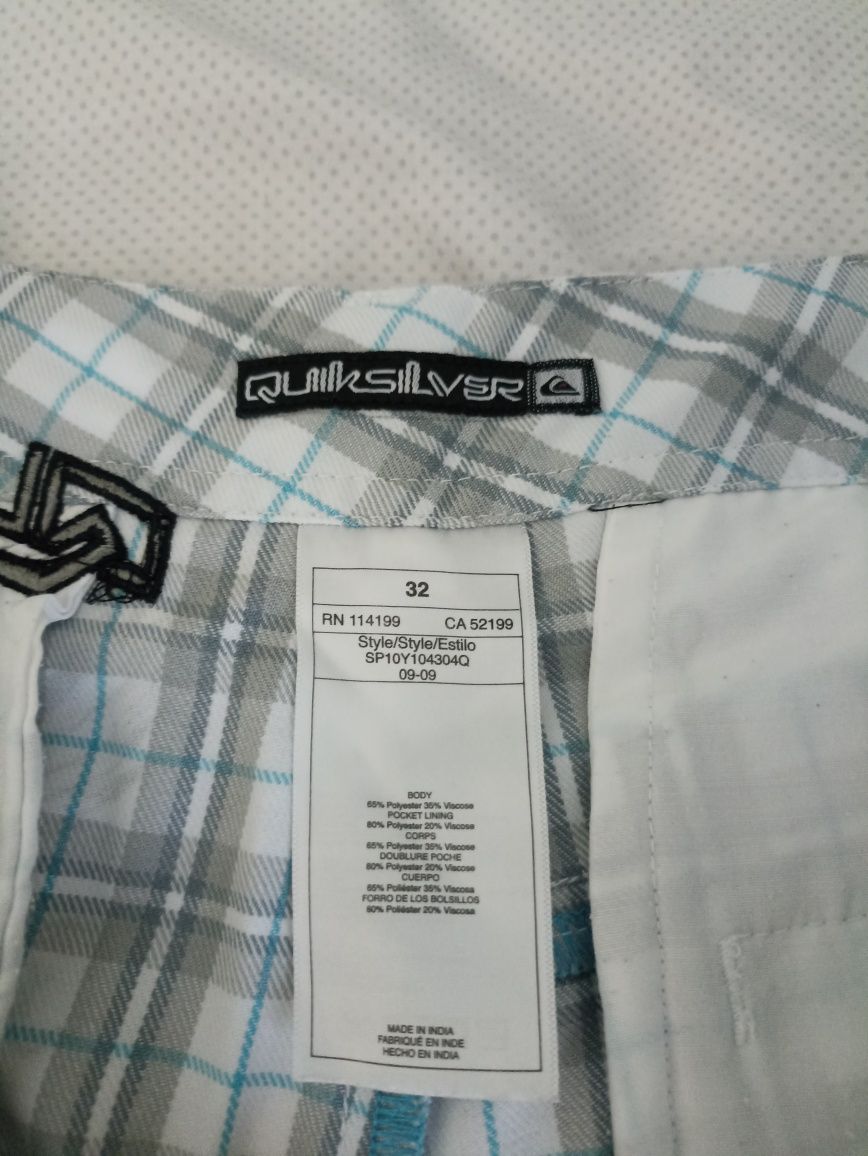 QUIKSILVER
32
RN 114199 CA 52199
Style/Style/Estilo
SP10Y104304Q
09-09
BODY
65% Polyester 35% Viscose
POCKET LINING
80% Polyester 20% Viscose
CORPS
65% Polyester 35% Viscose
DOUBLURE POCHE
80% Polyester 20% Viscose
CUERPO
65% Poliéster 35% Viscosa
FORRO DE LOS BOLSILLOS
80% Poliéster 20% Viscosa
MADE IN INDIA
FABRIQUÉ EN INDE
HECHO EN INDIA